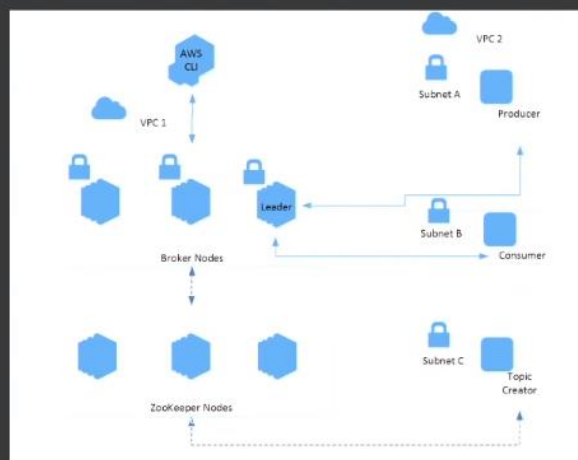 AWS
CLI
VPC 2
Subnet A
Producer
VPC 1
Leader
Subnet B
Consumer
Broker Nodes
Subnet C
Topic
Creator
ZooKeeper Nodes